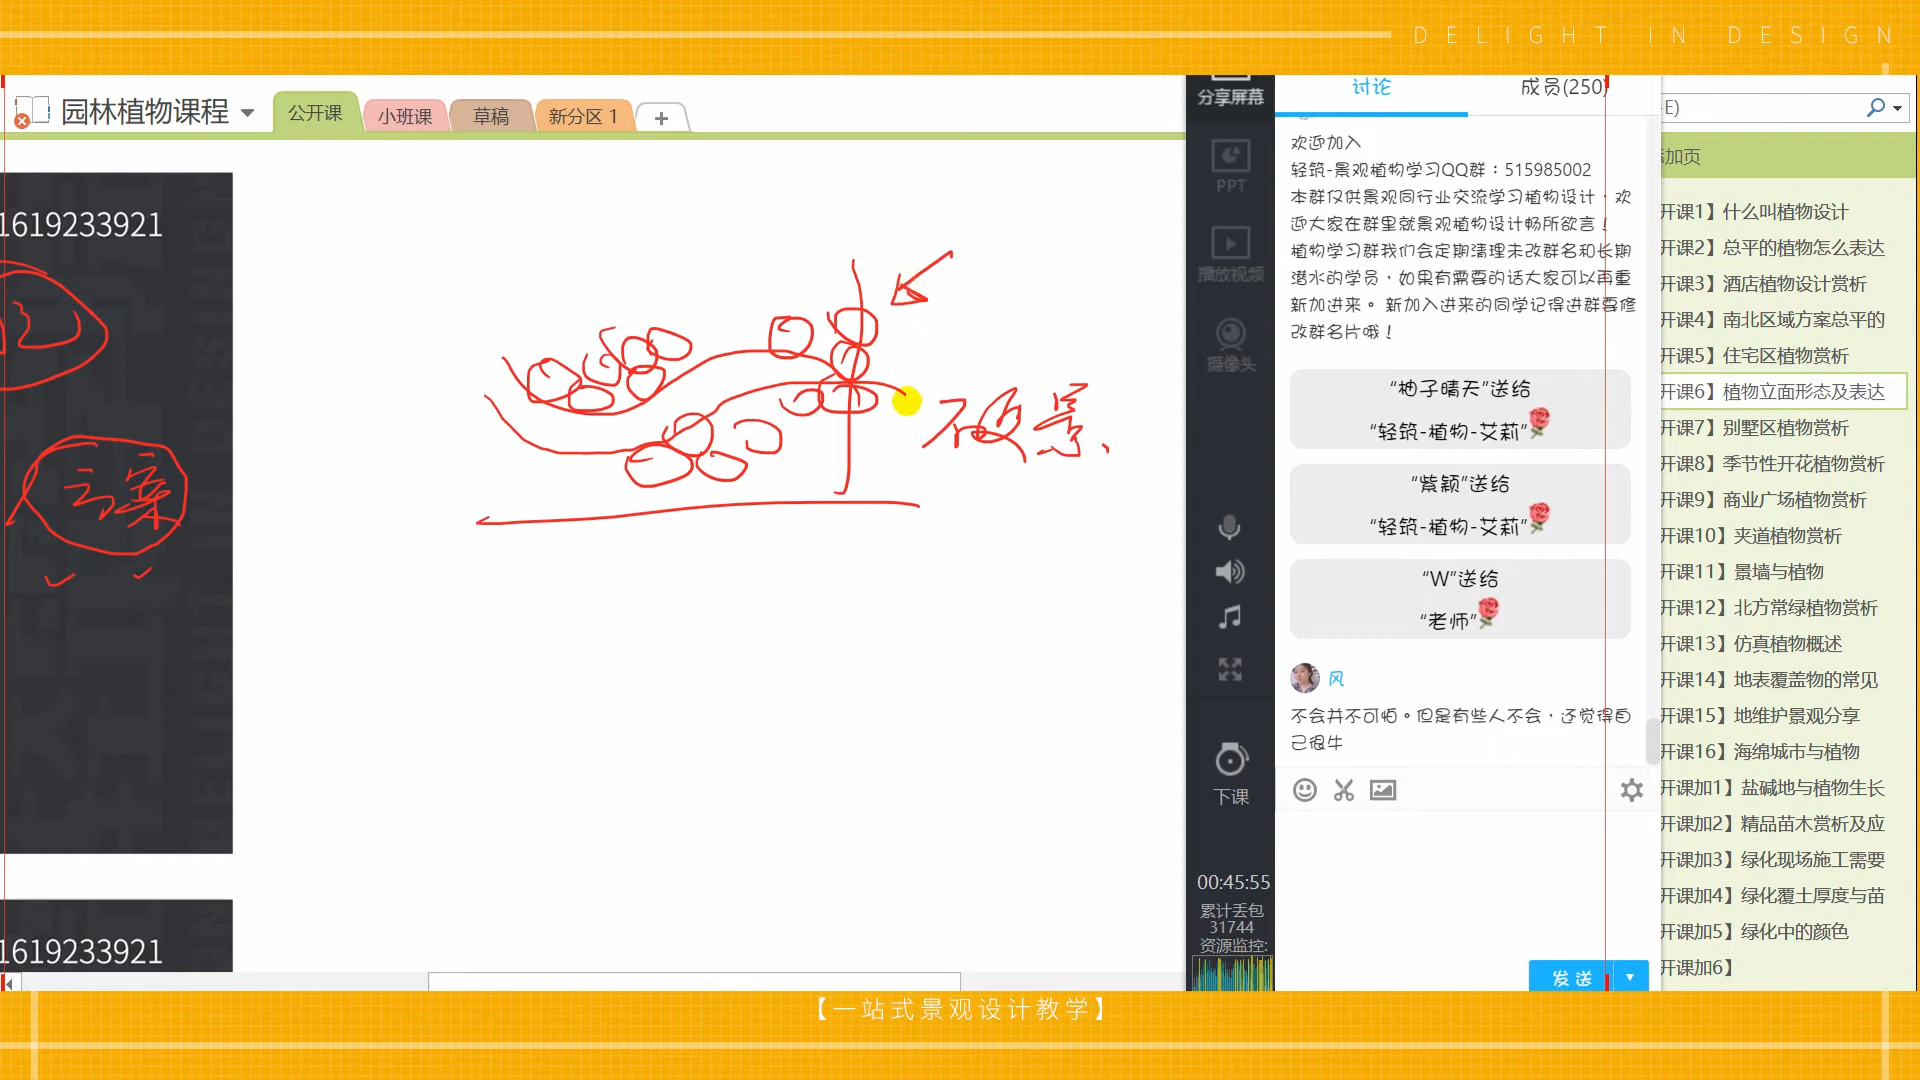 DELIGHT IN DESIGN
园林植物课程
公开课
小班课
草稿
新分区 1
+
分享屏幕
讨论
成员(250)
E)
PPT
播放视频
摄像头
欢迎加入
轻筑-景观植物学习QQ群：515985002
本群仅供景观同行业交流学习植物设计，欢
迎大家在群里就景观植物设计畅所欲言！
植物学习群我们会定期清理未改群名和长期
潜水的学员，如果有需要的话大家可以再重
新加进来。 新加入进来的同学记得进群要修
改群名片哦！
“柚子晴天”送给
“轻筑-植物-艾莉”
“紫颖”送给
“轻筑-植物-艾莉”
“W”送给
“老师”
风
不会并不可怕。但是有些人不会，还觉得自
己很牛
下课
00:45:55
累计丢包
31744
资源监控:
发送
添加页
开课1】什么叫植物设计
开课2】总平的植物怎么表达
开课3】酒店植物设计赏析
开课4】南北区域方案总平的
开课5】住宅区植物赏析
开课6】植物立面形态及表达
开课7】别墅区植物赏析
开课8】季节性开花植物赏析
开课9】商业广场植物赏析
开课10】夹道植物赏析
开课11】景墙与植物
开课12】北方常绿植物赏析
开课13】仿真植物概述
开课14】地表覆盖物的常见
开课15】地维护景观分享
开课16】海绵城市与植物
开课加1】盐碱地与植物生长
开课加2】精品苗木赏析及应
开课加3】绿化现场施工需要
开课加4】绿化覆土厚度与苗
开课加5】绿化中的颜色
开课加6】
1619233921
DELIGHT IN DESIGN
1619233921
【一站式景观设计教学】